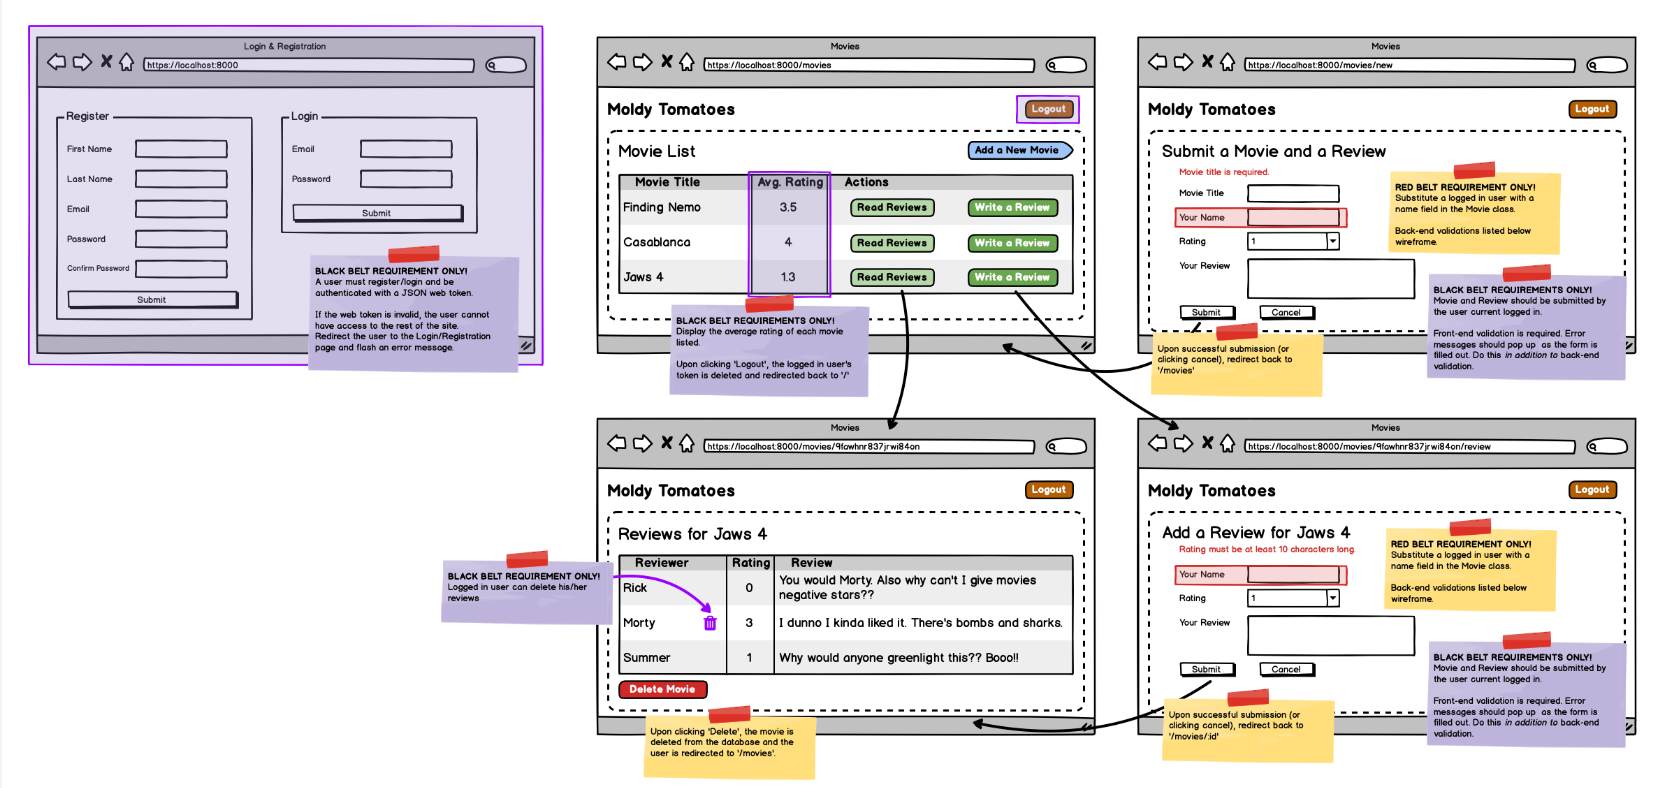 Login & Registration
https://localhost:8000
Register
First Name
Last Name
Email
Password
Confirm Password
Submit
Login
Email
Password
Submit
BLACK BELT REQUIREMENT ONLY!
A user must register/login and be
authenticated with a JSON web token.
If the web token is invalid, the user cannot
have access to the rest of the site.
Redirect the user to the Login/Registration
page and flash an error message.
Movies
https://localhost:8000/movies
Moldy Tomatoes
Logout
Movie List
Add a New Movie
Movie Title Avg. Rating Actions
Finding Nemo 3.5 Read Reviews Write a Review
Casablanca 4 Read Reviews Write a Review
Jaws 4 1.3 Read Reviews Write a Review
BLACK BELT REQUIREMENTS ONLY!
Display the average rating of each movie
listed.
Upon clicking 'Logout', the logged in user's
token is deleted and redirected back to '/'
Movies
https://localhost:8000/movies/new
Moldy Tomatoes
Logout
Submit a Movie and a Review
Movie title is required.
Movie Title
Your Name
Rating 1
Your Review
Submit Cancel
RED BELT REQUIREMENT ONLY!
Substitute a logged in user with a
name field in the Movie class.
Back-end validations listed below
wireframe.
BLACK BELT REQUIREMENTS ONLY!
Movie and Review should be submitted by
the user current logged in.
Front-end validation is required. Error
messages should pop up as the form is
filled out. Do this in addition to back-end
validation.
Upon successful submission (or
clicking cancel), redirect back to
'/movies'
Movies
https://localhost:8000/movies/9fawhnr837jrwi84on
Moldy Tomatoes
Logout
Reviews for Jaws 4
Reviewer Rating Review
Rick 0 You would Morty. Also why can't I give movies
negative stars??
Morty 3 I dunno I kinda liked it. There's bombs and sharks.
Summer 1 Why would anyone greenlight this?? Booo!!
Delete Movie
BLACK BELT REQUIREMENT ONLY!
Logged in user can delete his/her
reviews
Upon clicking 'Delete', the movie is
deleted from the database and the
user is redirected to '/movies'.
Movies
https://localhost:8000/movies/9fawhnr837jrwi84on/review
Moldy Tomatoes
Logout
Add a Review for Jaws 4
Rating must be at least 10 characters long.
Your Name
Rating 1
Your Review
Submit Cancel
RED BELT REQUIREMENT ONLY!
Substitute a logged in user with a
name field in the Movie class.
Back-end validations listed below
wireframe.
BLACK BELT REQUIREMENTS ONLY!
Movie and Review should be submitted by
the user current logged in.
Front-end validation is required. Error
messages should pop up as the form is
filled out. Do this in addition to back-end
validation.
Upon successful submission (or
clicking cancel), redirect back to
'/movies/:id'